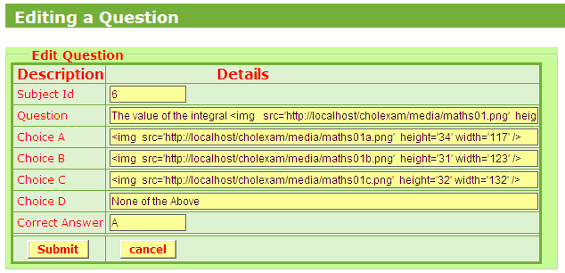 Editing a Question
Edit Question
Description Details
Subject Id 6
Question The value of the integral <img src='http://localhost/cholexam/media/maths01.png' heig
Choice A <img src='http://localhost/cholexam/media/maths01a.png' height='34' width='117' />
Choice B <img src='http://localhost/cholexam/media/maths01b.png' height='31' width='123' />
Choice C <img src='http://localhost/cholexam/media/maths01c.png' height='32' width='132' />
Choice D None of the Above
Correct Answer A
Submit cancel